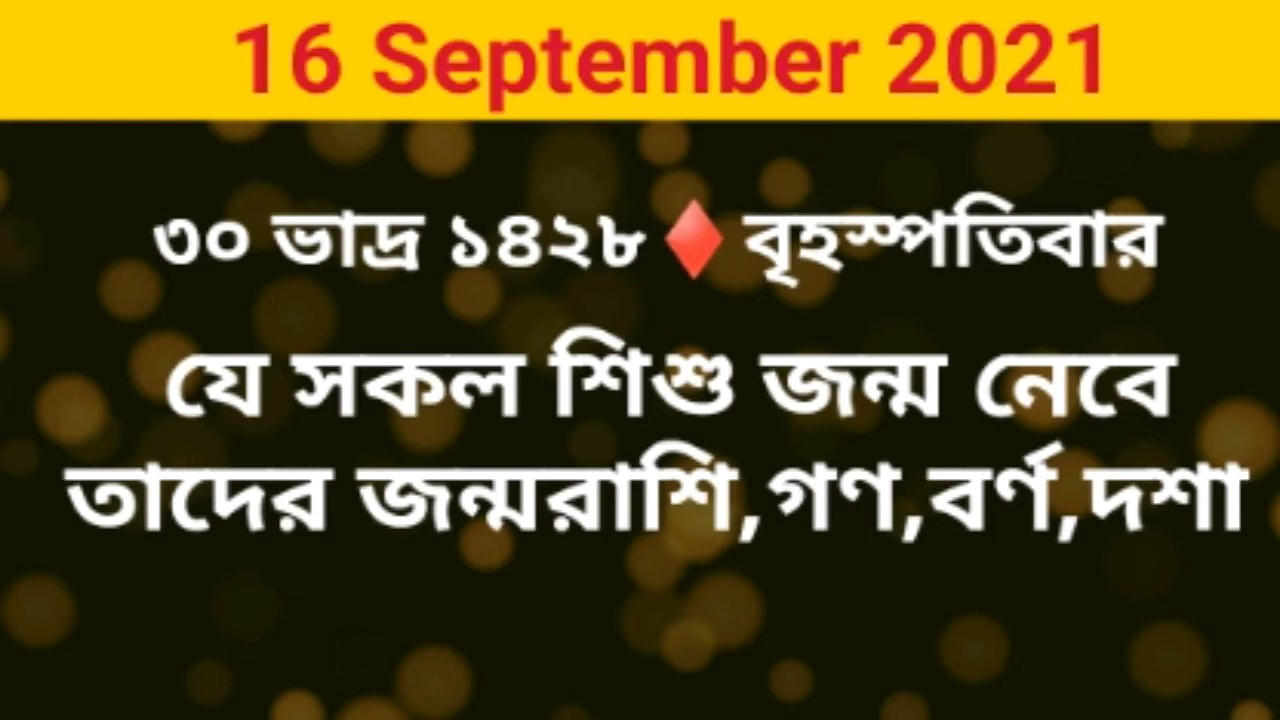 16 September 2021
৩০ ভাদ্র ১৪২৮♦️বৃহস্পতিবার
যে সকল শিশু জন্ম নেবে
তাদের জন্মরাশি,গণ,বর্ণ,দশা